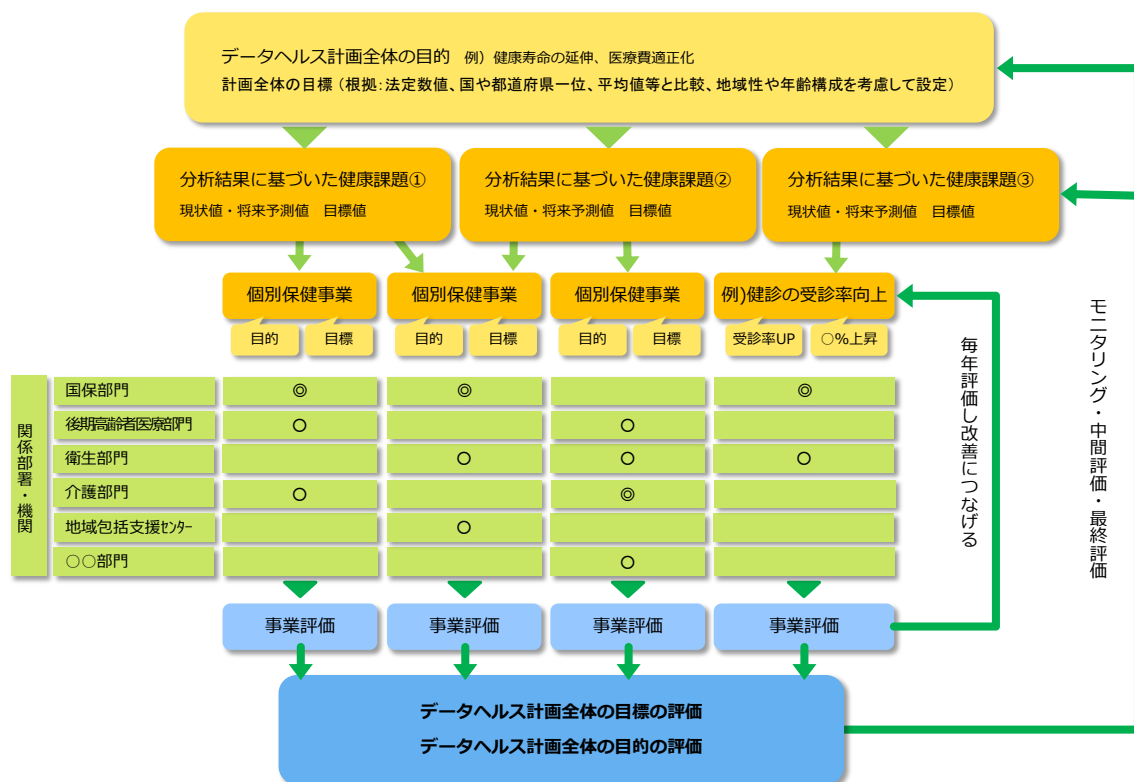 データヘルス計画全体の目的 例）健康寿命の延伸、医療費適正化
計画全体の目標（根拠：法定数値、国や都道府県一位、平均値等と比較、地域性や年齢構成を考慮して設定）
分析結果に基づいた健康課題①
現状値・将来予測値 目標値
分析結果に基づいた健康課題②
現状値・将来予測値 目標値
分析結果に基づいた健康課題③
現状値・将来予測値 目標値
個別保健事業
目的 目標
個別保健事業
目的 目標
個別保健事業
目的 目標
例)健診の受診率向上
受診率UP ○%上昇
関係部署・機関
国保部門 ◎ ◎ ◎
後期高齢者医療部門 ○ ○
衛生部門 ○ ○ ○
介護部門 ○ ◎
地域包括支援ｾﾝﾀｰ ○
○○部門 ○
事業評価 事業評価 事業評価 事業評価
毎年評価し改善につなげる
モニタリング・中間評価・最終評価
データヘルス計画全体の目標の評価
データヘルス計画全体の目的の評価